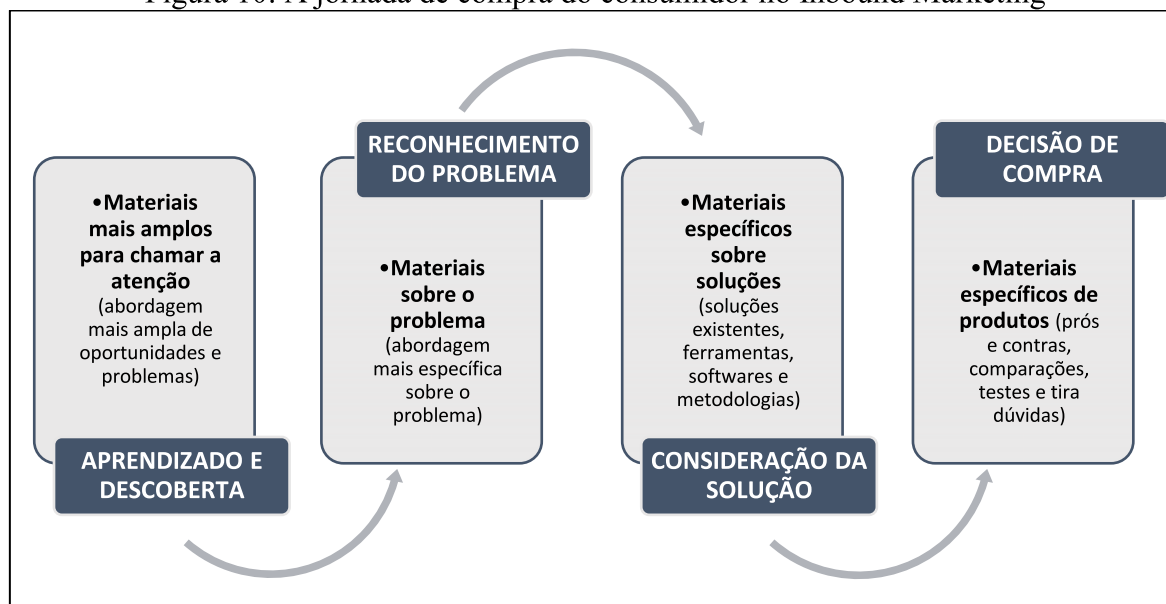 Figura 10: A jornada de compra do consumidor no Inbound Marketing
•Materiais
mais amplos
para chamar a
atenção
(abordagem
mais ampla de
oportunidades e
problemas)
APRENDIZADO E
DESCOBERTA
RECONHECIMENTO
DO PROBLEMA
•Materiais
sobre o
problema
(abordagem
mais específica
sobre o
problema)
•Materiais
específicos
sobre
soluções
(soluções
existentes,
ferramentas,
softwares e
metodologias)
CONSIDERAÇÃO DA
SOLUÇÃO
DECISÃO DE
COMPRA
•Materiais
específicos de
produtos (prós
e contras,
comparações,
testes e tira
dúvidas)